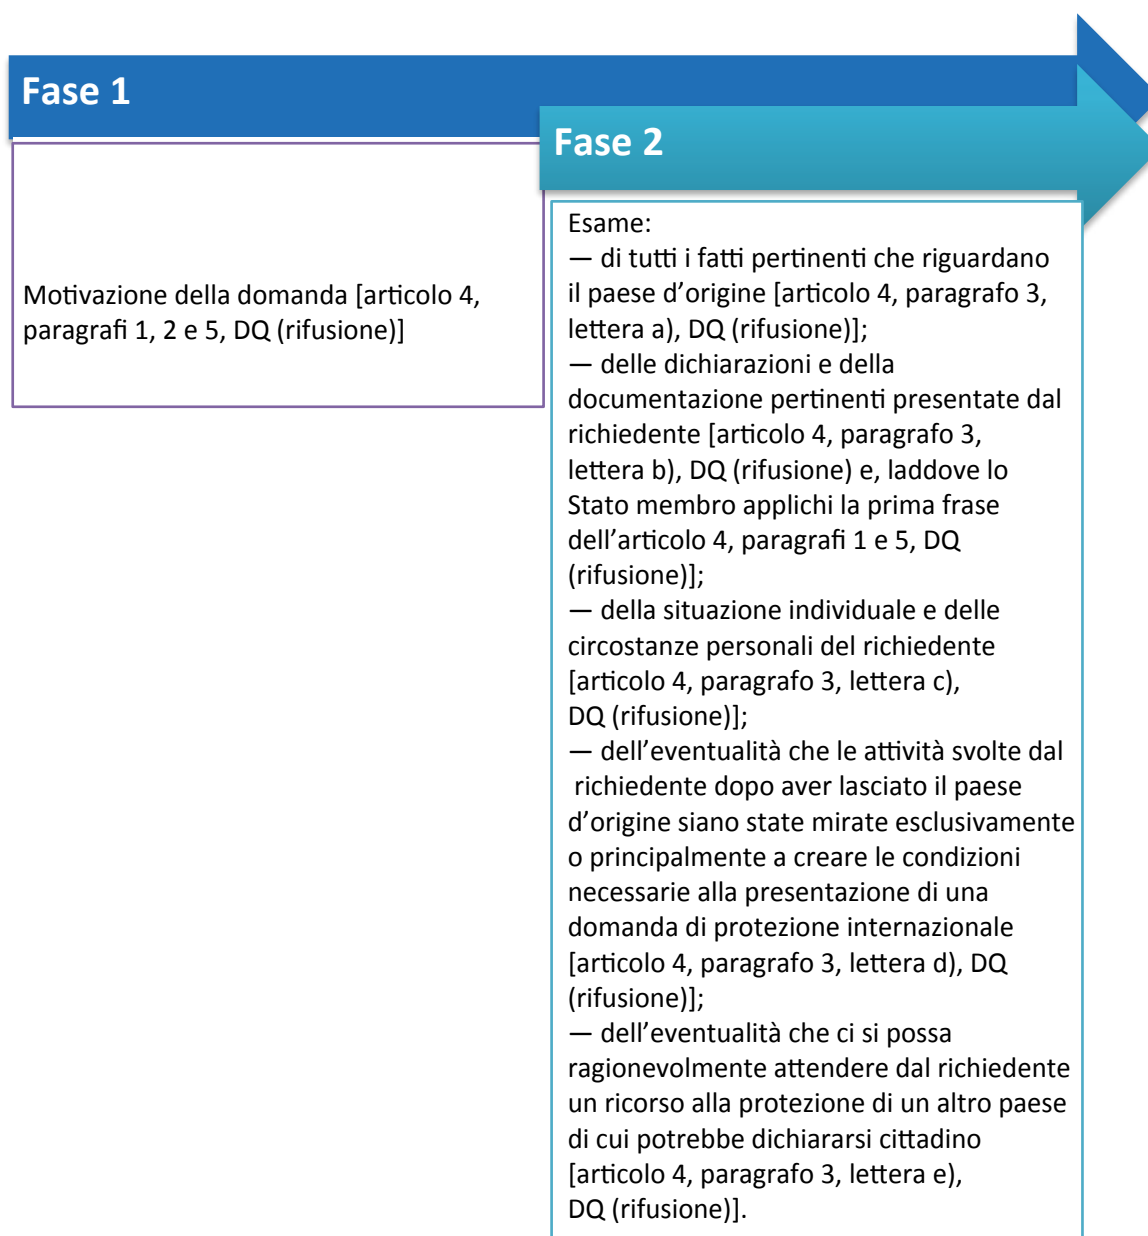 Fase 1
Motivazione della domanda [articolo 4,
paragrafi 1, 2 e 5, DQ (rifusione)]
Fase 2
Esame:
— di tutti i fatti pertinenti che riguardano
il paese d’origine [articolo 4, paragrafo 3,
lettera a), DQ (rifusione)];
— delle dichiarazioni e della
documentazione pertinenti presentate dal
richiedente [articolo 4, paragrafo 3,
lettera b), DQ (rifusione) e, laddove lo
Stato membro applichi la prima frase
dell’articolo 4, paragrafi 1 e 5, DQ
(rifusione)];
— della situazione individuale e delle
circostanze personali del richiedente
[articolo 4, paragrafo 3, lettera c),
DQ (rifusione)];
— dell’eventualità che le attività svolte dal
richiedente dopo aver lasciato il paese
d’origine siano state mirate esclusivamente
o principalmente a creare le condizioni
necessarie alla presentazione di una
domanda di protezione internazionale
[articolo 4, paragrafo 3, lettera d), DQ
(rifusione)];
— dell’eventualità che ci si possa
ragionevolmente attendere dal richiedente
un ricorso alla protezione di un altro paese
di cui potrebbe dichiararsi cittadino
[articolo 4, paragrafo 3, lettera e),
DQ (rifusione)].